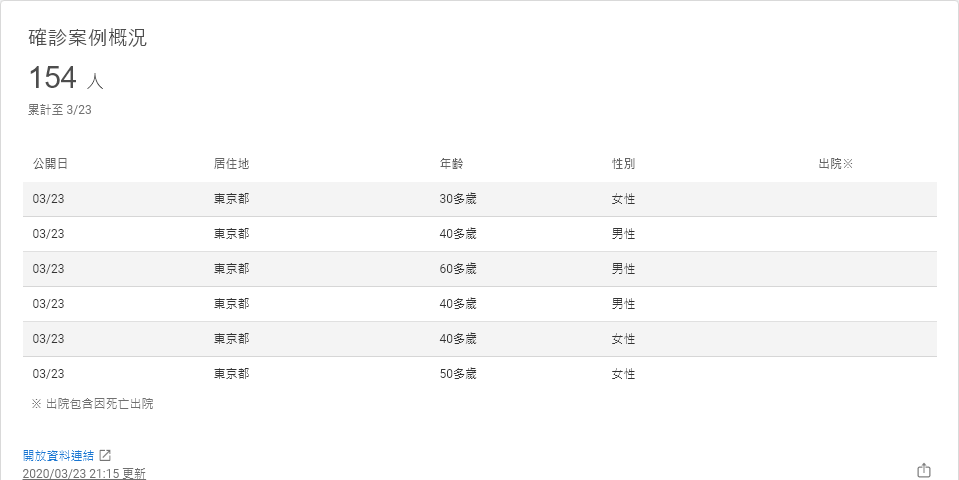 確診案例概況
154 人
累計至 3/23
公開日 居住地 年齡 性別 出院※
03/23 東京都 30多歲 女性
03/23 東京都 40多歲 男性
03/23 東京都 60多歲 男性
03/23 東京都 40多歲 男性
03/23 東京都 40多歲 女性
03/23 東京都 50多歲 女性
※ 出院包含因死亡出院
開放資料連結
2020/03/23 21:15 更新